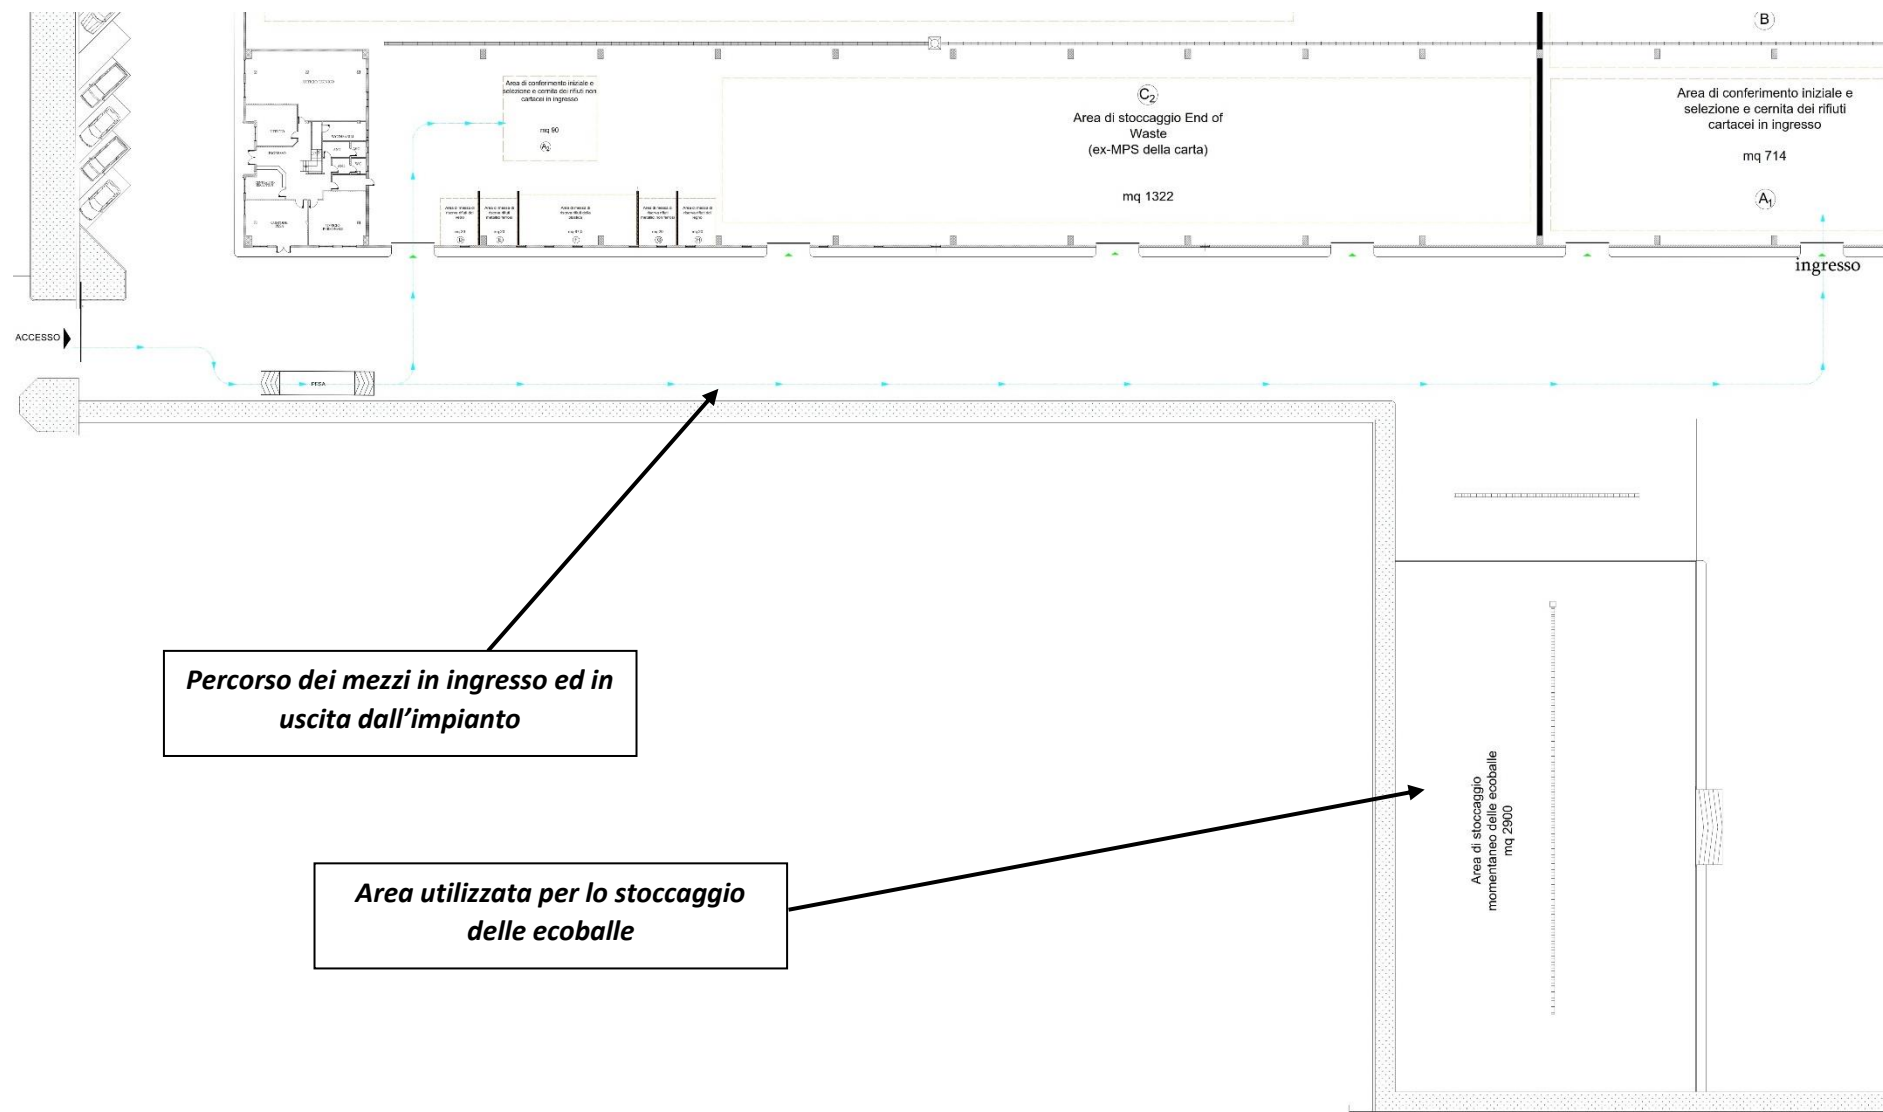 B
Area di conferimento iniziale e
selezione e cernita dei rifiuti non
cartacei in ingresso
mq 90
A2
C2
Area di stoccaggio End of
Waste
(ex-MPS della carta)
mq 1322
Area di conferimento iniziale e
selezione e cernita dei rifiuti
cartacei in ingresso
mq 714
A1
ingresso
ACCESSO
PESA
Percorso dei mezzi in ingresso ed in
uscita dall’impianto
Area di stoccaggio
momentaneo delle ecoballe
mq 2900
Area utilizzata per lo stoccaggio
delle ecoballe